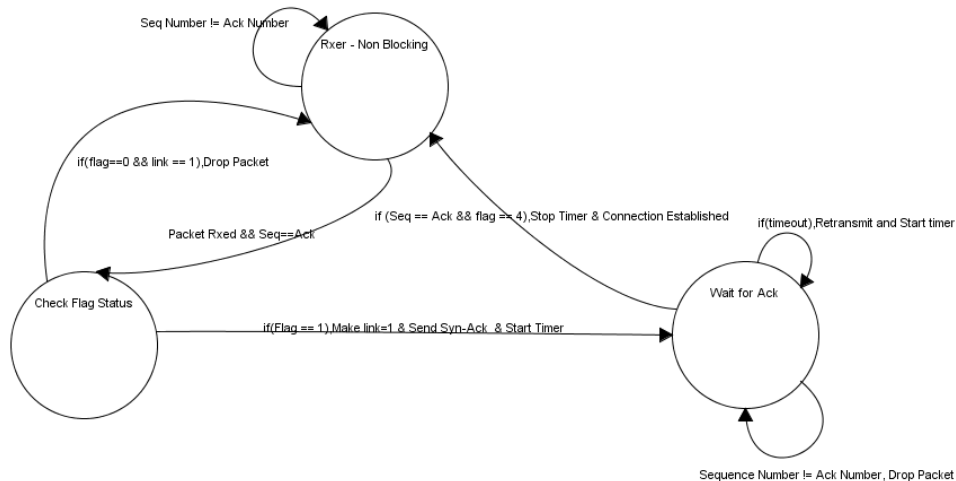 Seq Number != Ack Number
Rxer - Non Blocking
if(flag==0 && link == 1),Drop Packet
if (Seq == Ack && flag == 4),Stop Timer & Connection Established
if(timeout),Retransmit and Start timer
Packet Rxed && Seq==Ack
Wait for Ack
Check Flag Status
if(Flag == 1),Make link=1 & Send Syn-Ack & Start Timer
Sequence Number != Ack Number, Drop Packet